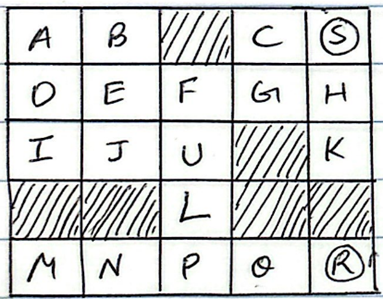 A B C S
D E F G H
I J U K
L
M N P Q R